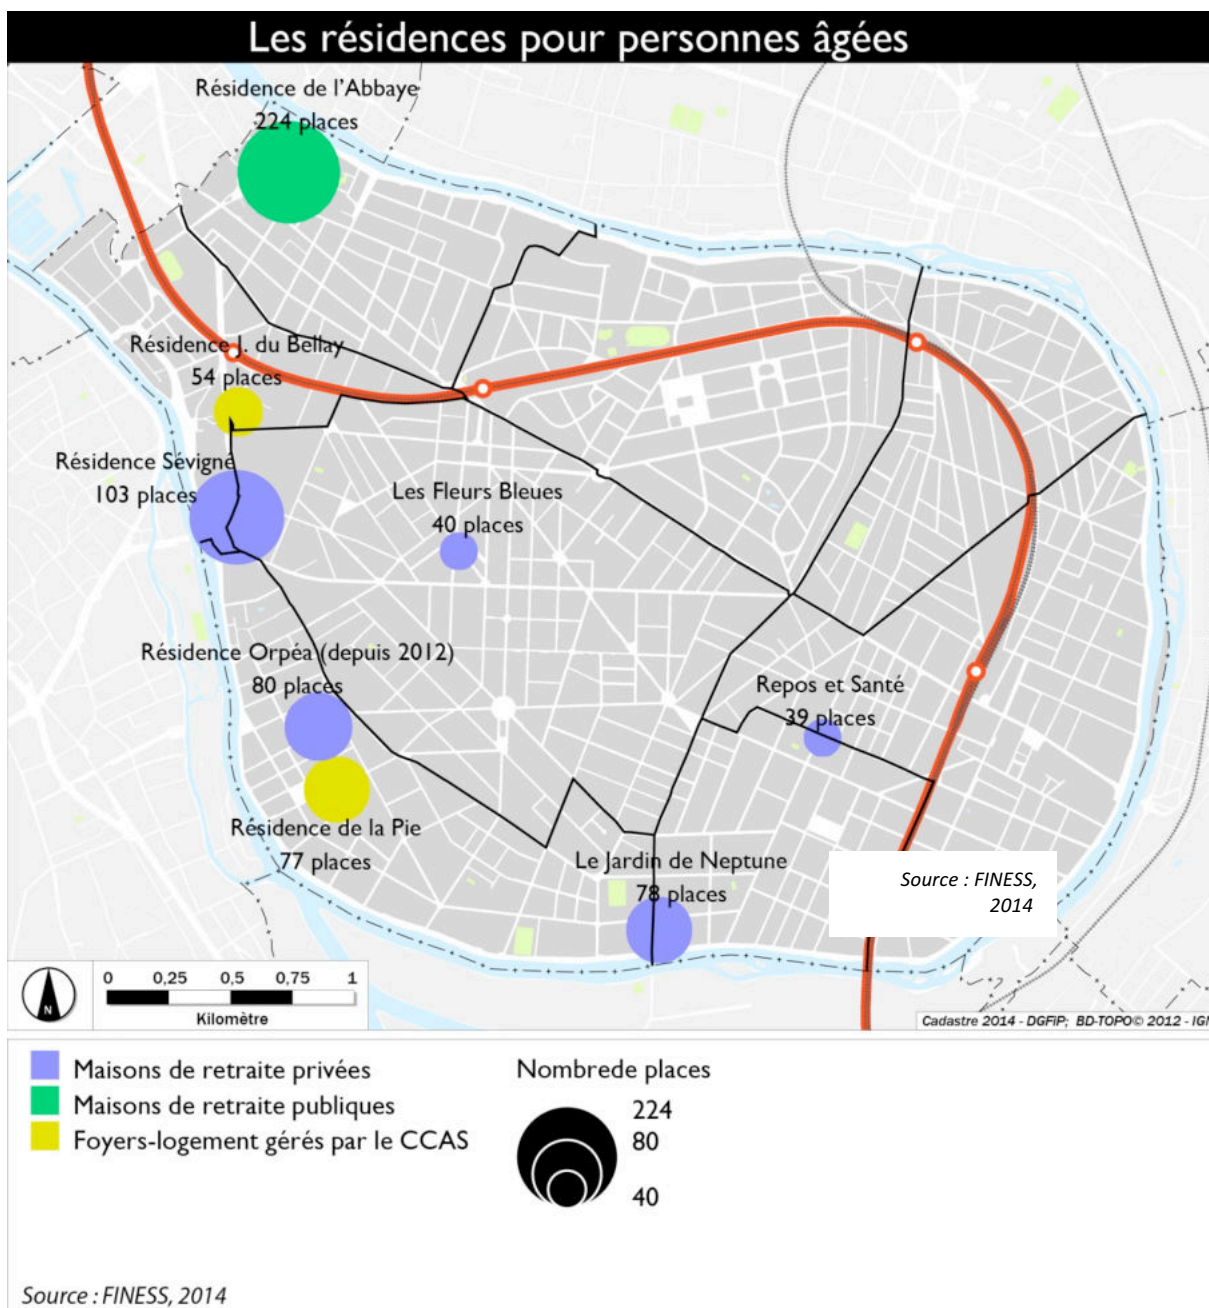 Les résidences pour personnes âgées
Résidence de l'Abbaye
224 places
Résidence J. du Bellay
54 places
Résidence Sévigné
103 places
Les Fleurs Bleues
40 places
Résidence Orpéa (depuis 2012)
80 places
Repos et Santé
39 places
Résidence de la Pie
77 places
Le Jardin de Neptune
78 places
Source : FINESS,
2014
N
0 0,25 0,5 0,75 1
Kilomètre
Cadastre 2014 - DGFiP; BD-TOPO© 2012 - IGN
Maisons de retraite privées
Maisons de retraite publiques
Foyers-logement gérés par le CCAS
Nombrede places
224
80
40
Source : FINESS, 2014